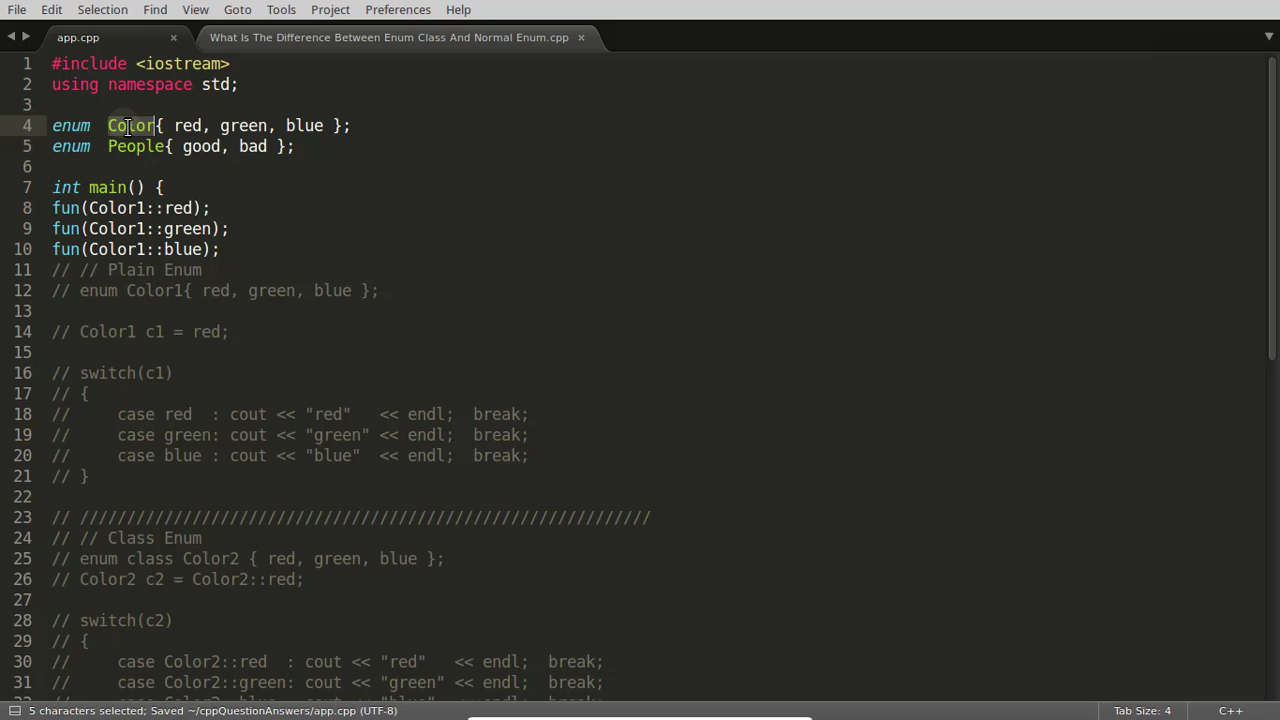 File Edit Selection Find View Goto Tools Project Preferences Help
app.cpp × What Is The Difference Between Enum Class And Normal Enum.cpp ×
1 #include <iostream>
2 using namespace std;
3
4 enum  Color{ red, green, blue };
5 enum  People{ good, bad };
6
7 int main() {
8 fun(Color1::red);
9 fun(Color1::green);
10 fun(Color1::blue);
11 // // Plain Enum
12 // enum Color1{ red, green, blue };
13
14 // Color1 c1 = red;
15
16 // switch(c1)
17 // {
18 //     case red  : cout << "red"   << endl;  break;
19 //     case green: cout << "green" << endl;  break;
20 //     case blue : cout << "blue"  << endl;  break;
21 // }
22
23 // /////////////////////////////////////////////////////////////
24 // // Class Enum
25 // enum class Color2 { red, green, blue };
26 // Color2 c2 = Color2::red;
27
28 // switch(c2)
29 // {
30 //     case Color2::red  : cout << "red"   << endl;  break;
31 //     case Color2::green: cout << "green" << endl;  break;
5 characters selected; Saved ~/cppQuestionAnswers/app.cpp (UTF-8) Tab Size: 4 C++